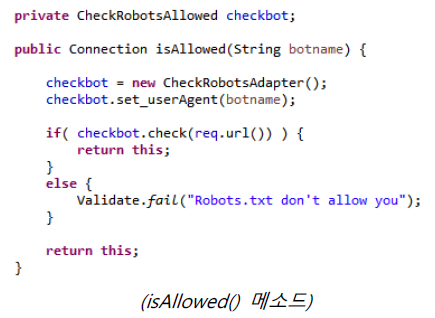 private CheckRobotsAllowed checkbot;
public Connection isAllowed(String botname) {
checkbot = new CheckRobotsAdapter();
checkbot.set_userAgent(botname);
if( checkbot.check(req.url()) ) {
return this;
}
else {
Validate.fail("Robots.txt don't allow you");
}
return this;
}
(isAllowed() 메소드)